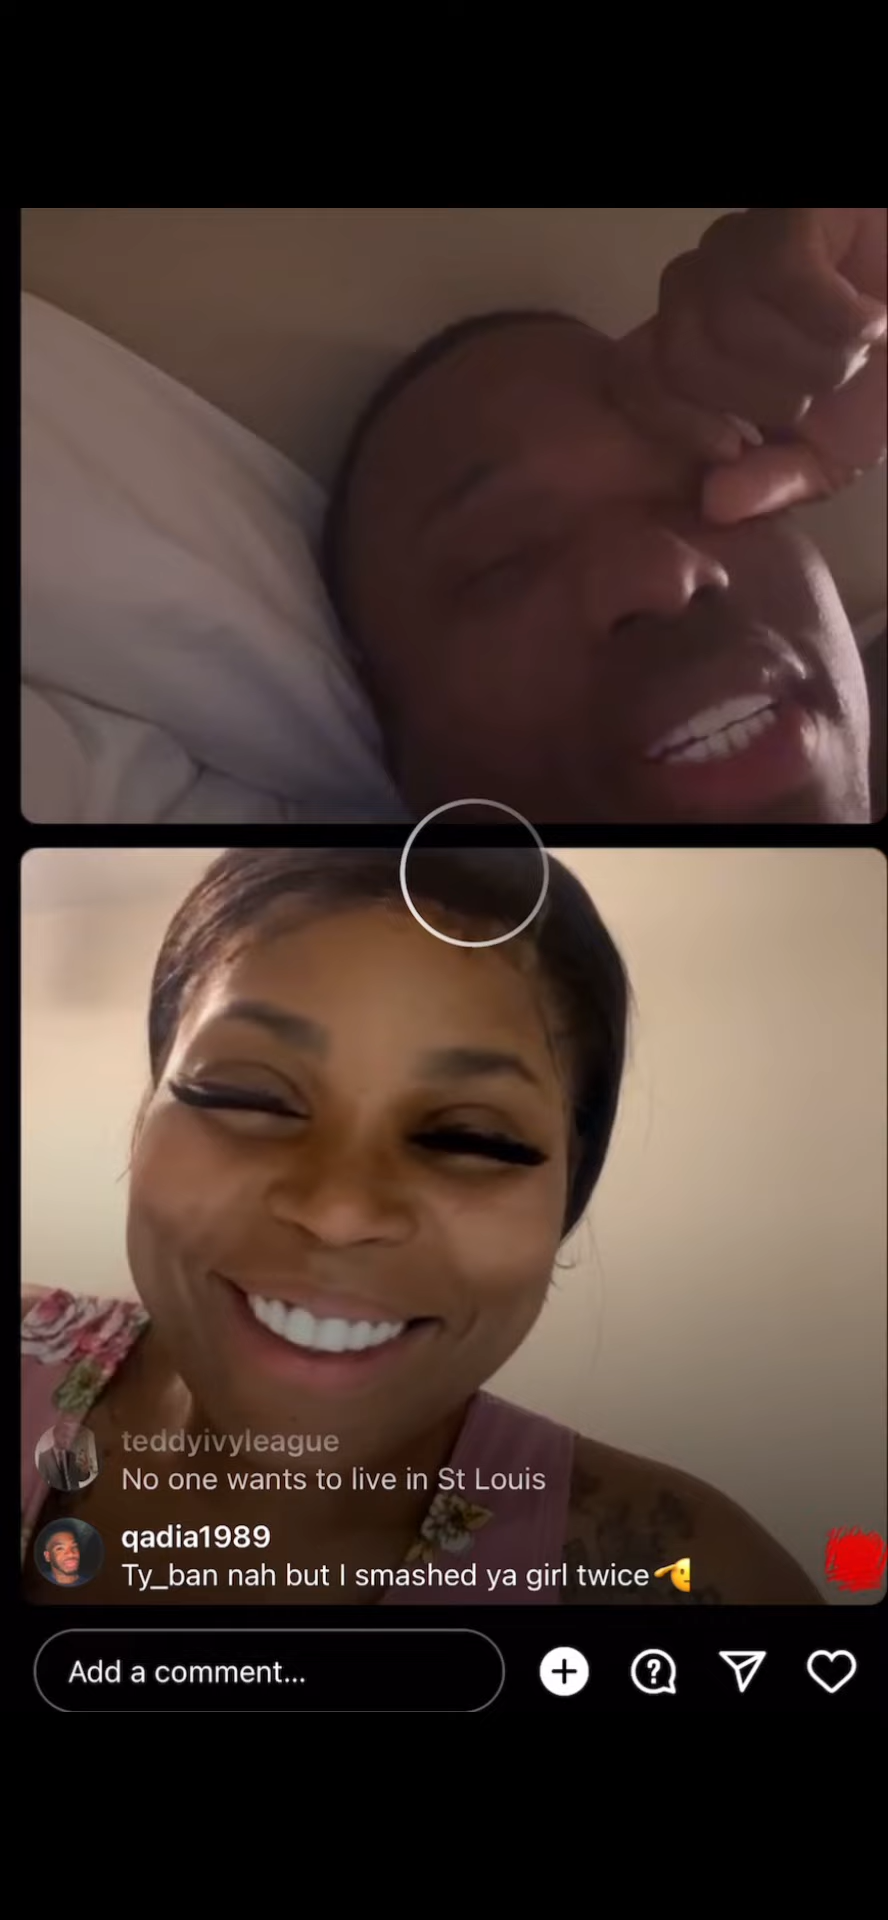 teddyivyleague
No one wants to live in St Louis
qadia1989
Ty_ban nah but I smashed ya girl twice🫡
Add a comment...